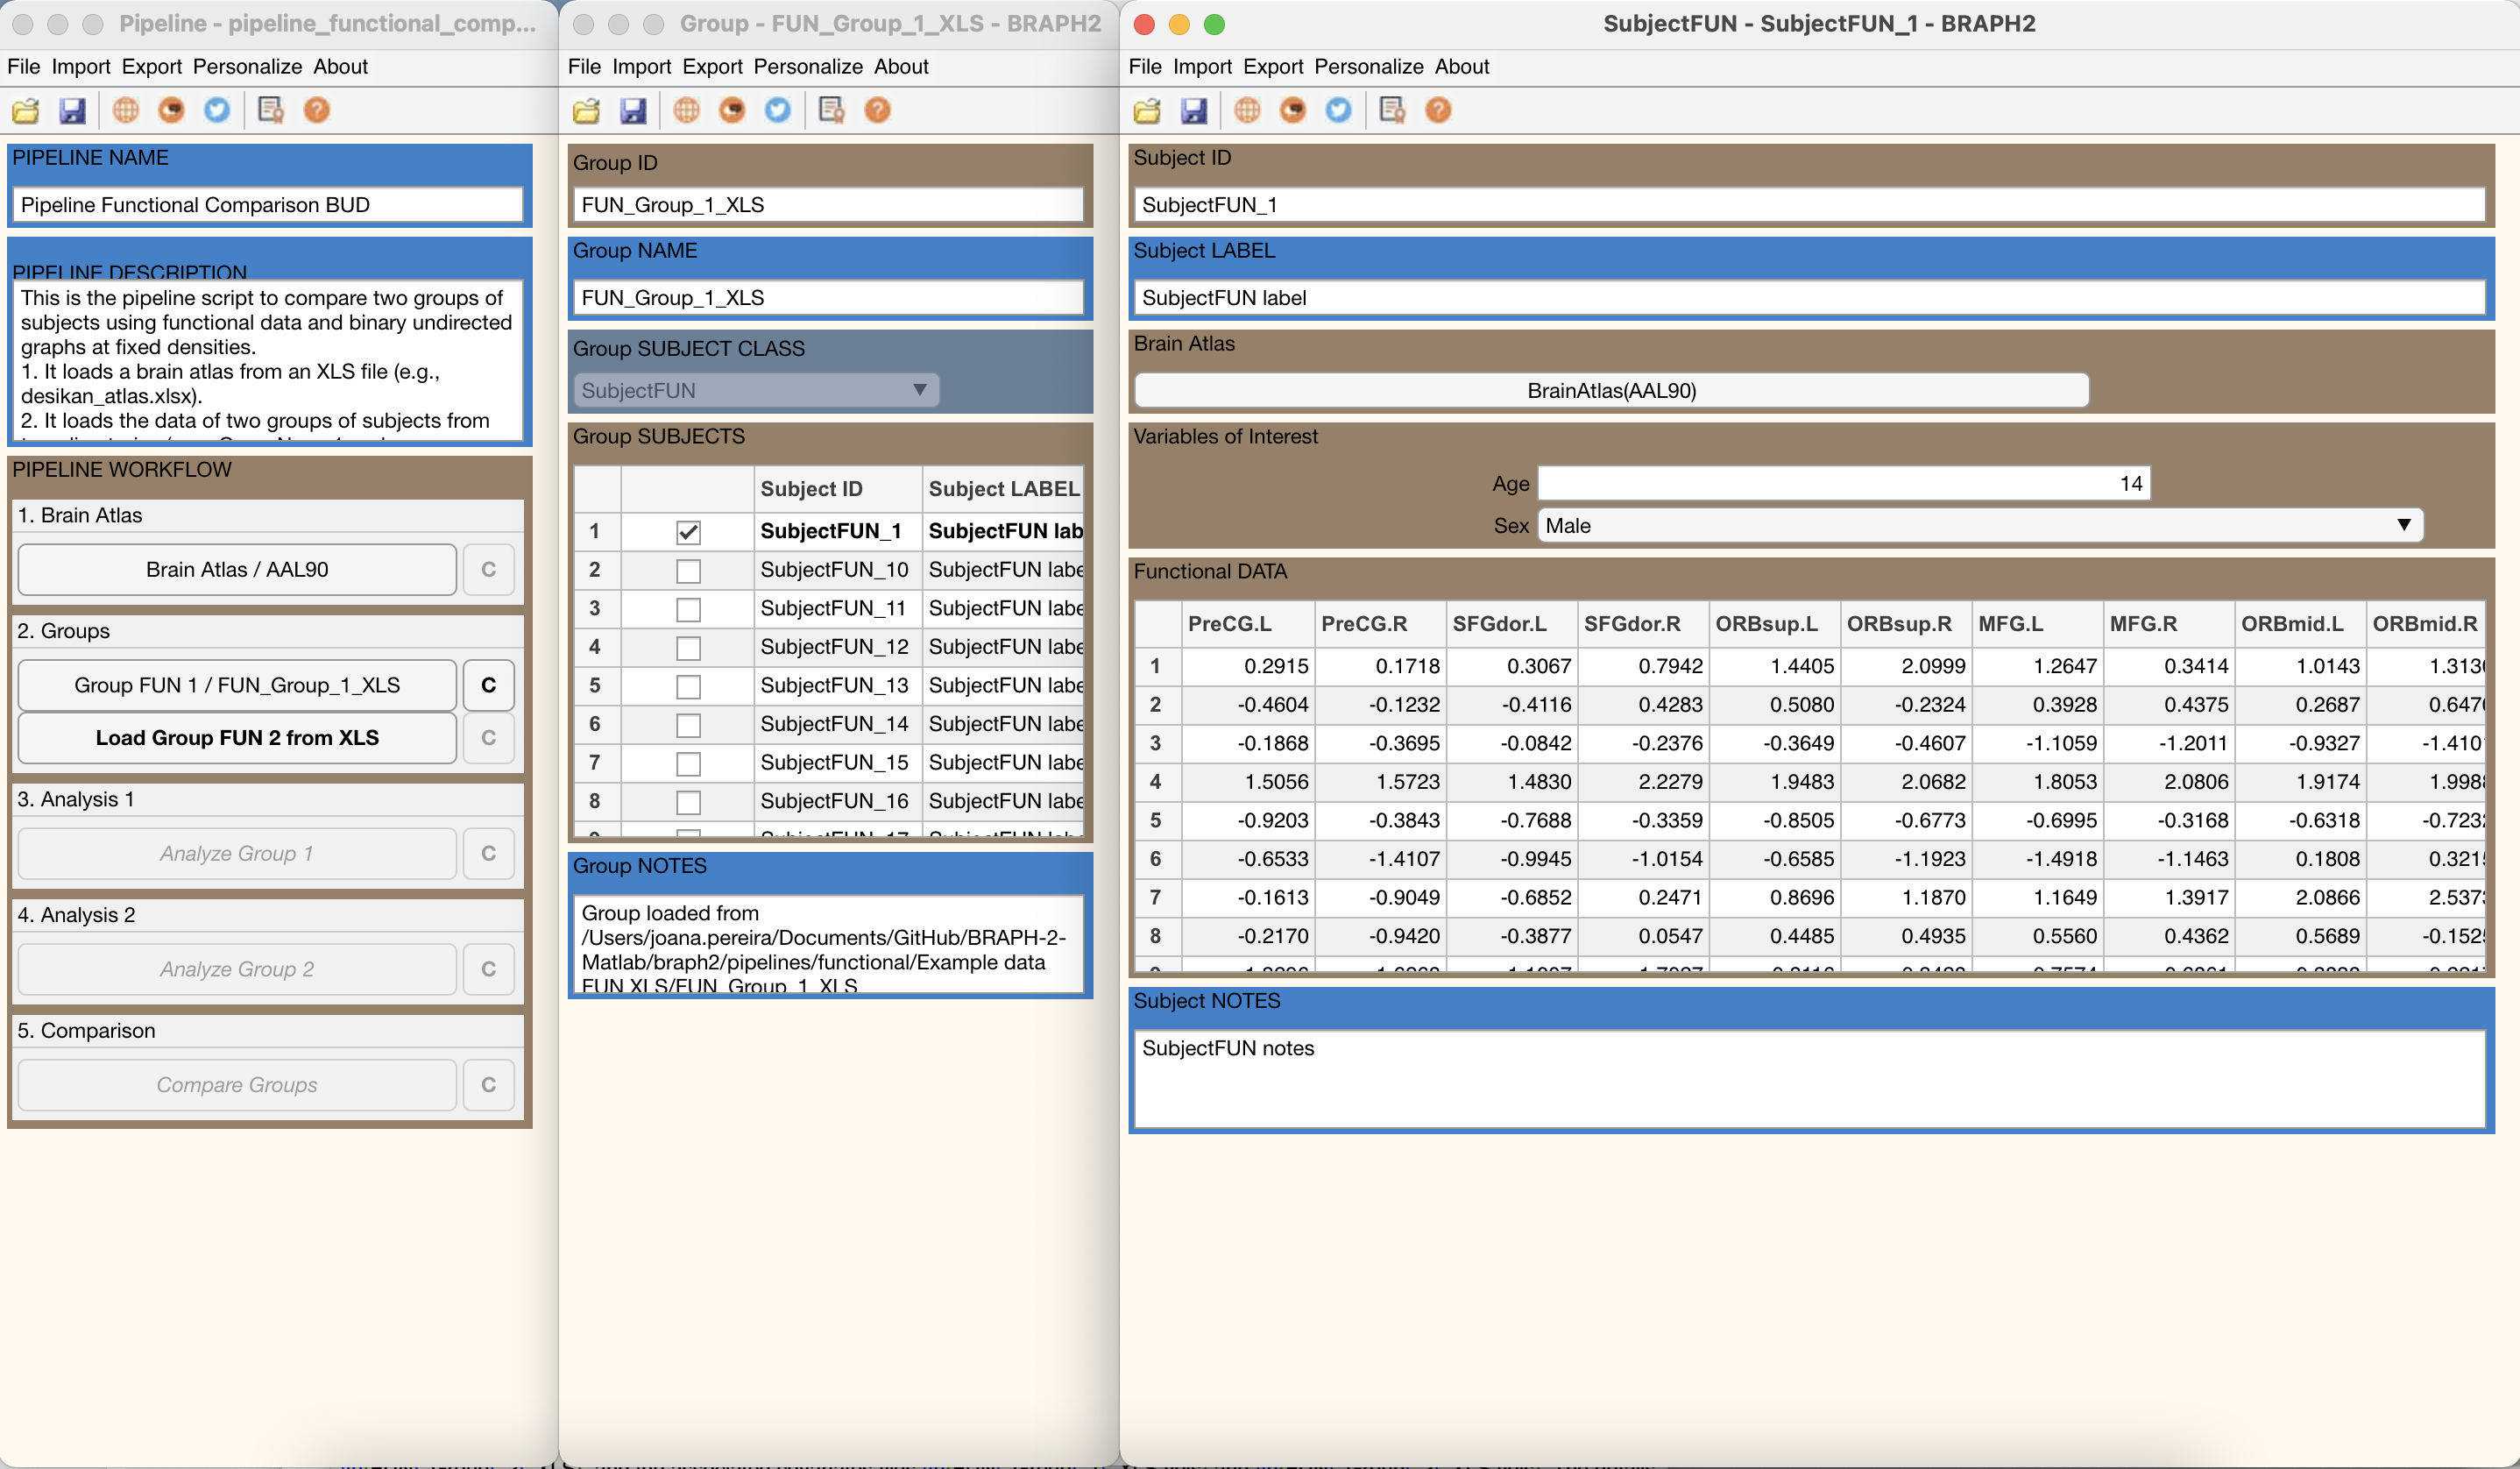 Pipeline - pipeline_functional_comp...
File Import Export Personalize About
PIPELINE NAME
Pipeline Functional Comparison BUD
PIPELINE DESCRIPTION
This is the pipeline script to compare two groups of
subjects using functional data and binary undirected
graphs at fixed densities.
1. It loads a brain atlas from an XLS file (e.g.,
desikan_atlas.xlsx).
2. It loads the data of two groups of subjects from
PIPELINE WORKFLOW
1. Brain Atlas
Brain Atlas / AAL90 C
2. Groups
Group FUN 1 / FUN_Group_1_XLS C
Load Group FUN 2 from XLS C
3. Analysis 1
Analyze Group 1 C
4. Analysis 2
Analyze Group 2 C
5. Comparison
Compare Groups C
Group - FUN_Group_1_XLS - BRAPH2
File Import Export Personalize About
Group ID
FUN_Group_1_XLS
Group NAME
FUN_Group_1_XLS
Group SUBJECT CLASS
SubjectFUN
Group SUBJECTS
Subject ID Subject LABEL
1 SubjectFUN_1 SubjectFUN lab
2 SubjectFUN_10 SubjectFUN labe
3 SubjectFUN_11 SubjectFUN labe
4 SubjectFUN_12 SubjectFUN labe
5 SubjectFUN_13 SubjectFUN labe
6 SubjectFUN_14 SubjectFUN labe
7 SubjectFUN_15 SubjectFUN labe
8 SubjectFUN_16 SubjectFUN labe
Group NOTES
Group loaded from
/Users/joana.pereira/Documents/GitHub/BRAPH-2-
Matlab/braph2/pipelines/functional/Example data
FUN XLS/FUN_Group_1_XLS
SubjectFUN - SubjectFUN_1 - BRAPH2
File Import Export Personalize About
Subject ID
SubjectFUN_1
Subject LABEL
SubjectFUN label
Brain Atlas
BrainAtlas(AAL90)
Variables of Interest
Age 14
Sex Male
Functional DATA
PreCG.L PreCG.R SFGdor.L SFGdor.R ORBsup.L ORBsup.R MFG.L MFG.R ORBmid.L ORBmid.R
1 0.2915 0.1718 0.3067 0.7942 1.4405 2.0999 1.2647 0.3414 1.0143 1.313
2 -0.4604 -0.1232 -0.4116 0.4283 0.5080 -0.2324 0.3928 0.4375 0.2687 0.647
3 -0.1868 -0.3695 -0.0842 -0.2376 -0.3649 -0.4607 -1.1059 -1.2011 -0.9327 -1.410
4 1.5056 1.5723 1.4830 2.2279 1.9483 2.0682 1.8053 2.0806 1.9174 1.998
5 -0.9203 -0.3843 -0.7688 -0.3359 -0.8505 -0.6773 -0.6995 -0.3168 -0.6318 -0.723
6 -0.6533 -1.4107 -0.9945 -1.0154 -0.6585 -1.1923 -1.4918 -1.1463 0.1808 0.321
7 -0.1613 -0.9049 -0.6852 0.2471 0.8696 1.1870 1.1649 1.3917 2.0866 2.537
8 -0.2170 -0.9420 -0.3877 0.0547 0.4485 0.4935 0.5560 0.4362 0.5689 -0.152
Subject NOTES
SubjectFUN notes